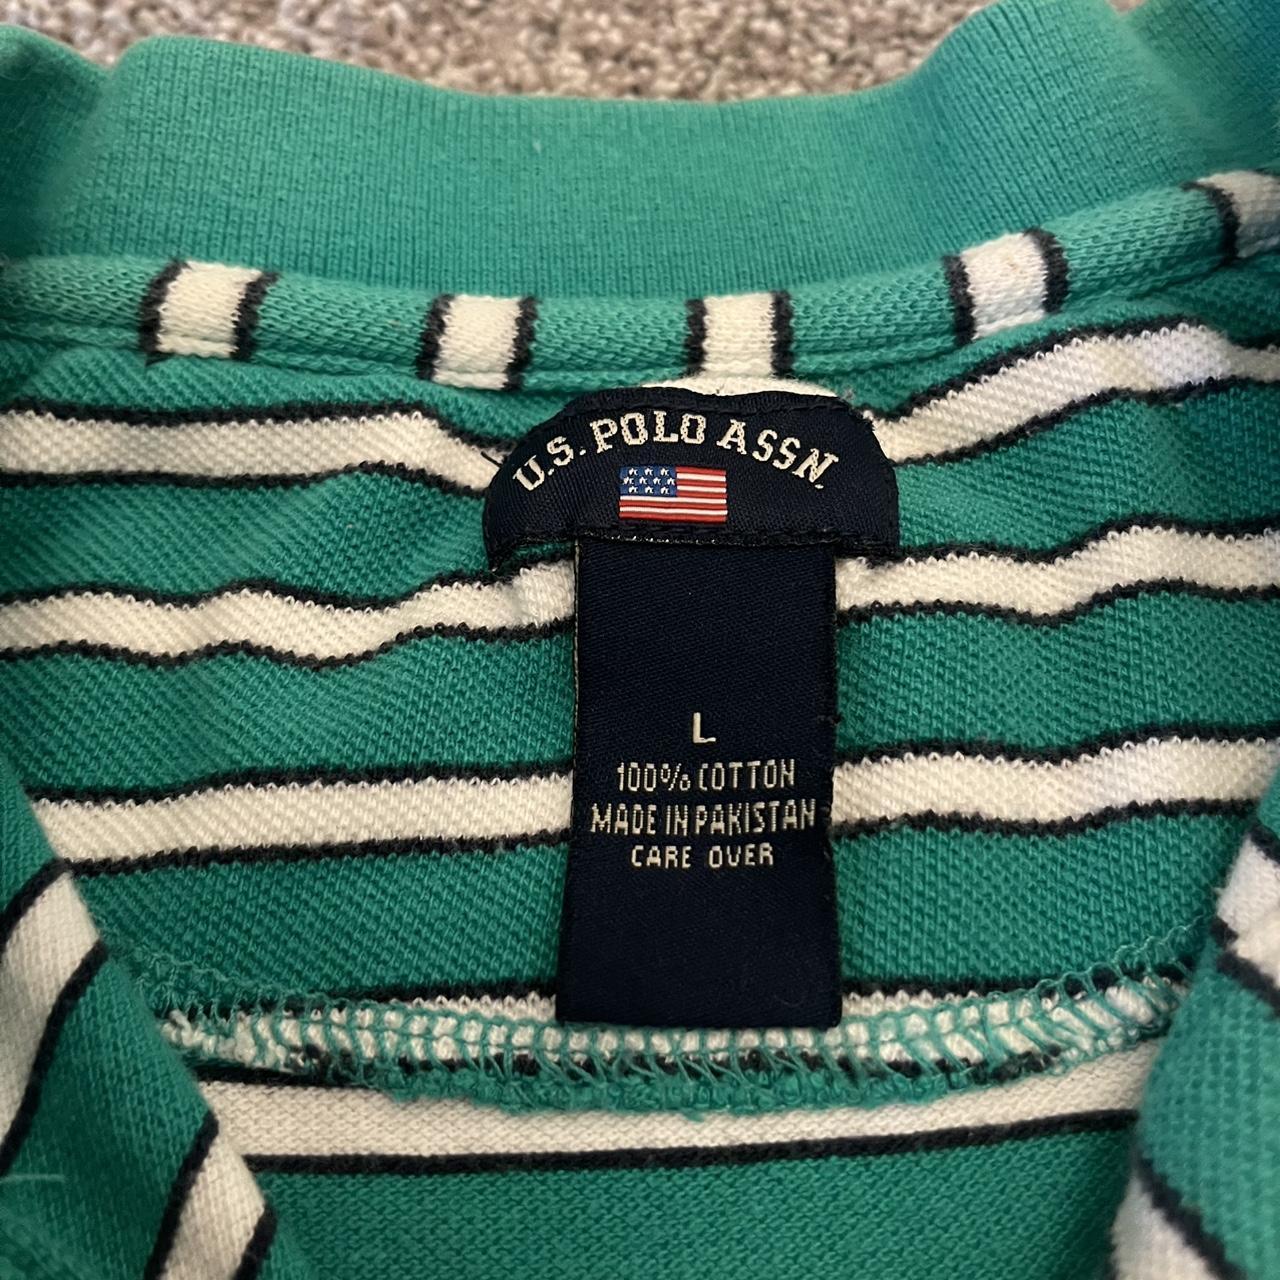 U.S. POLO ASSN.
L
100% COTTON
MADE IN PAKISTAN
CARE OVER